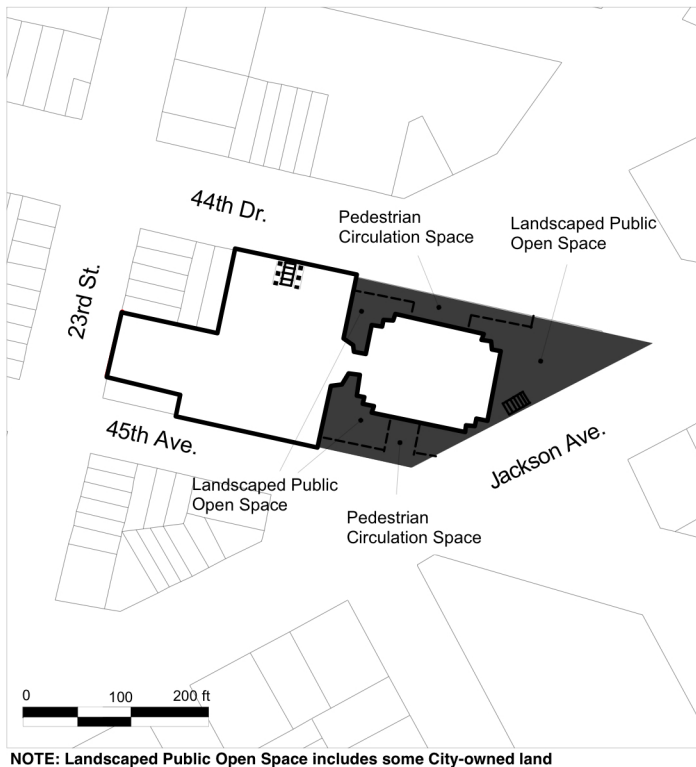 44th Dr.
Pedestrian
Circulation Space
Landscaped Public
Open Space
23rd St.
45th Ave.
Jackson Ave.
Landscaped Public
Open Space
Pedestrian
Circulation Space
0 100 200 ft
NOTE: Landscaped Public Open Space includes some City-owned land